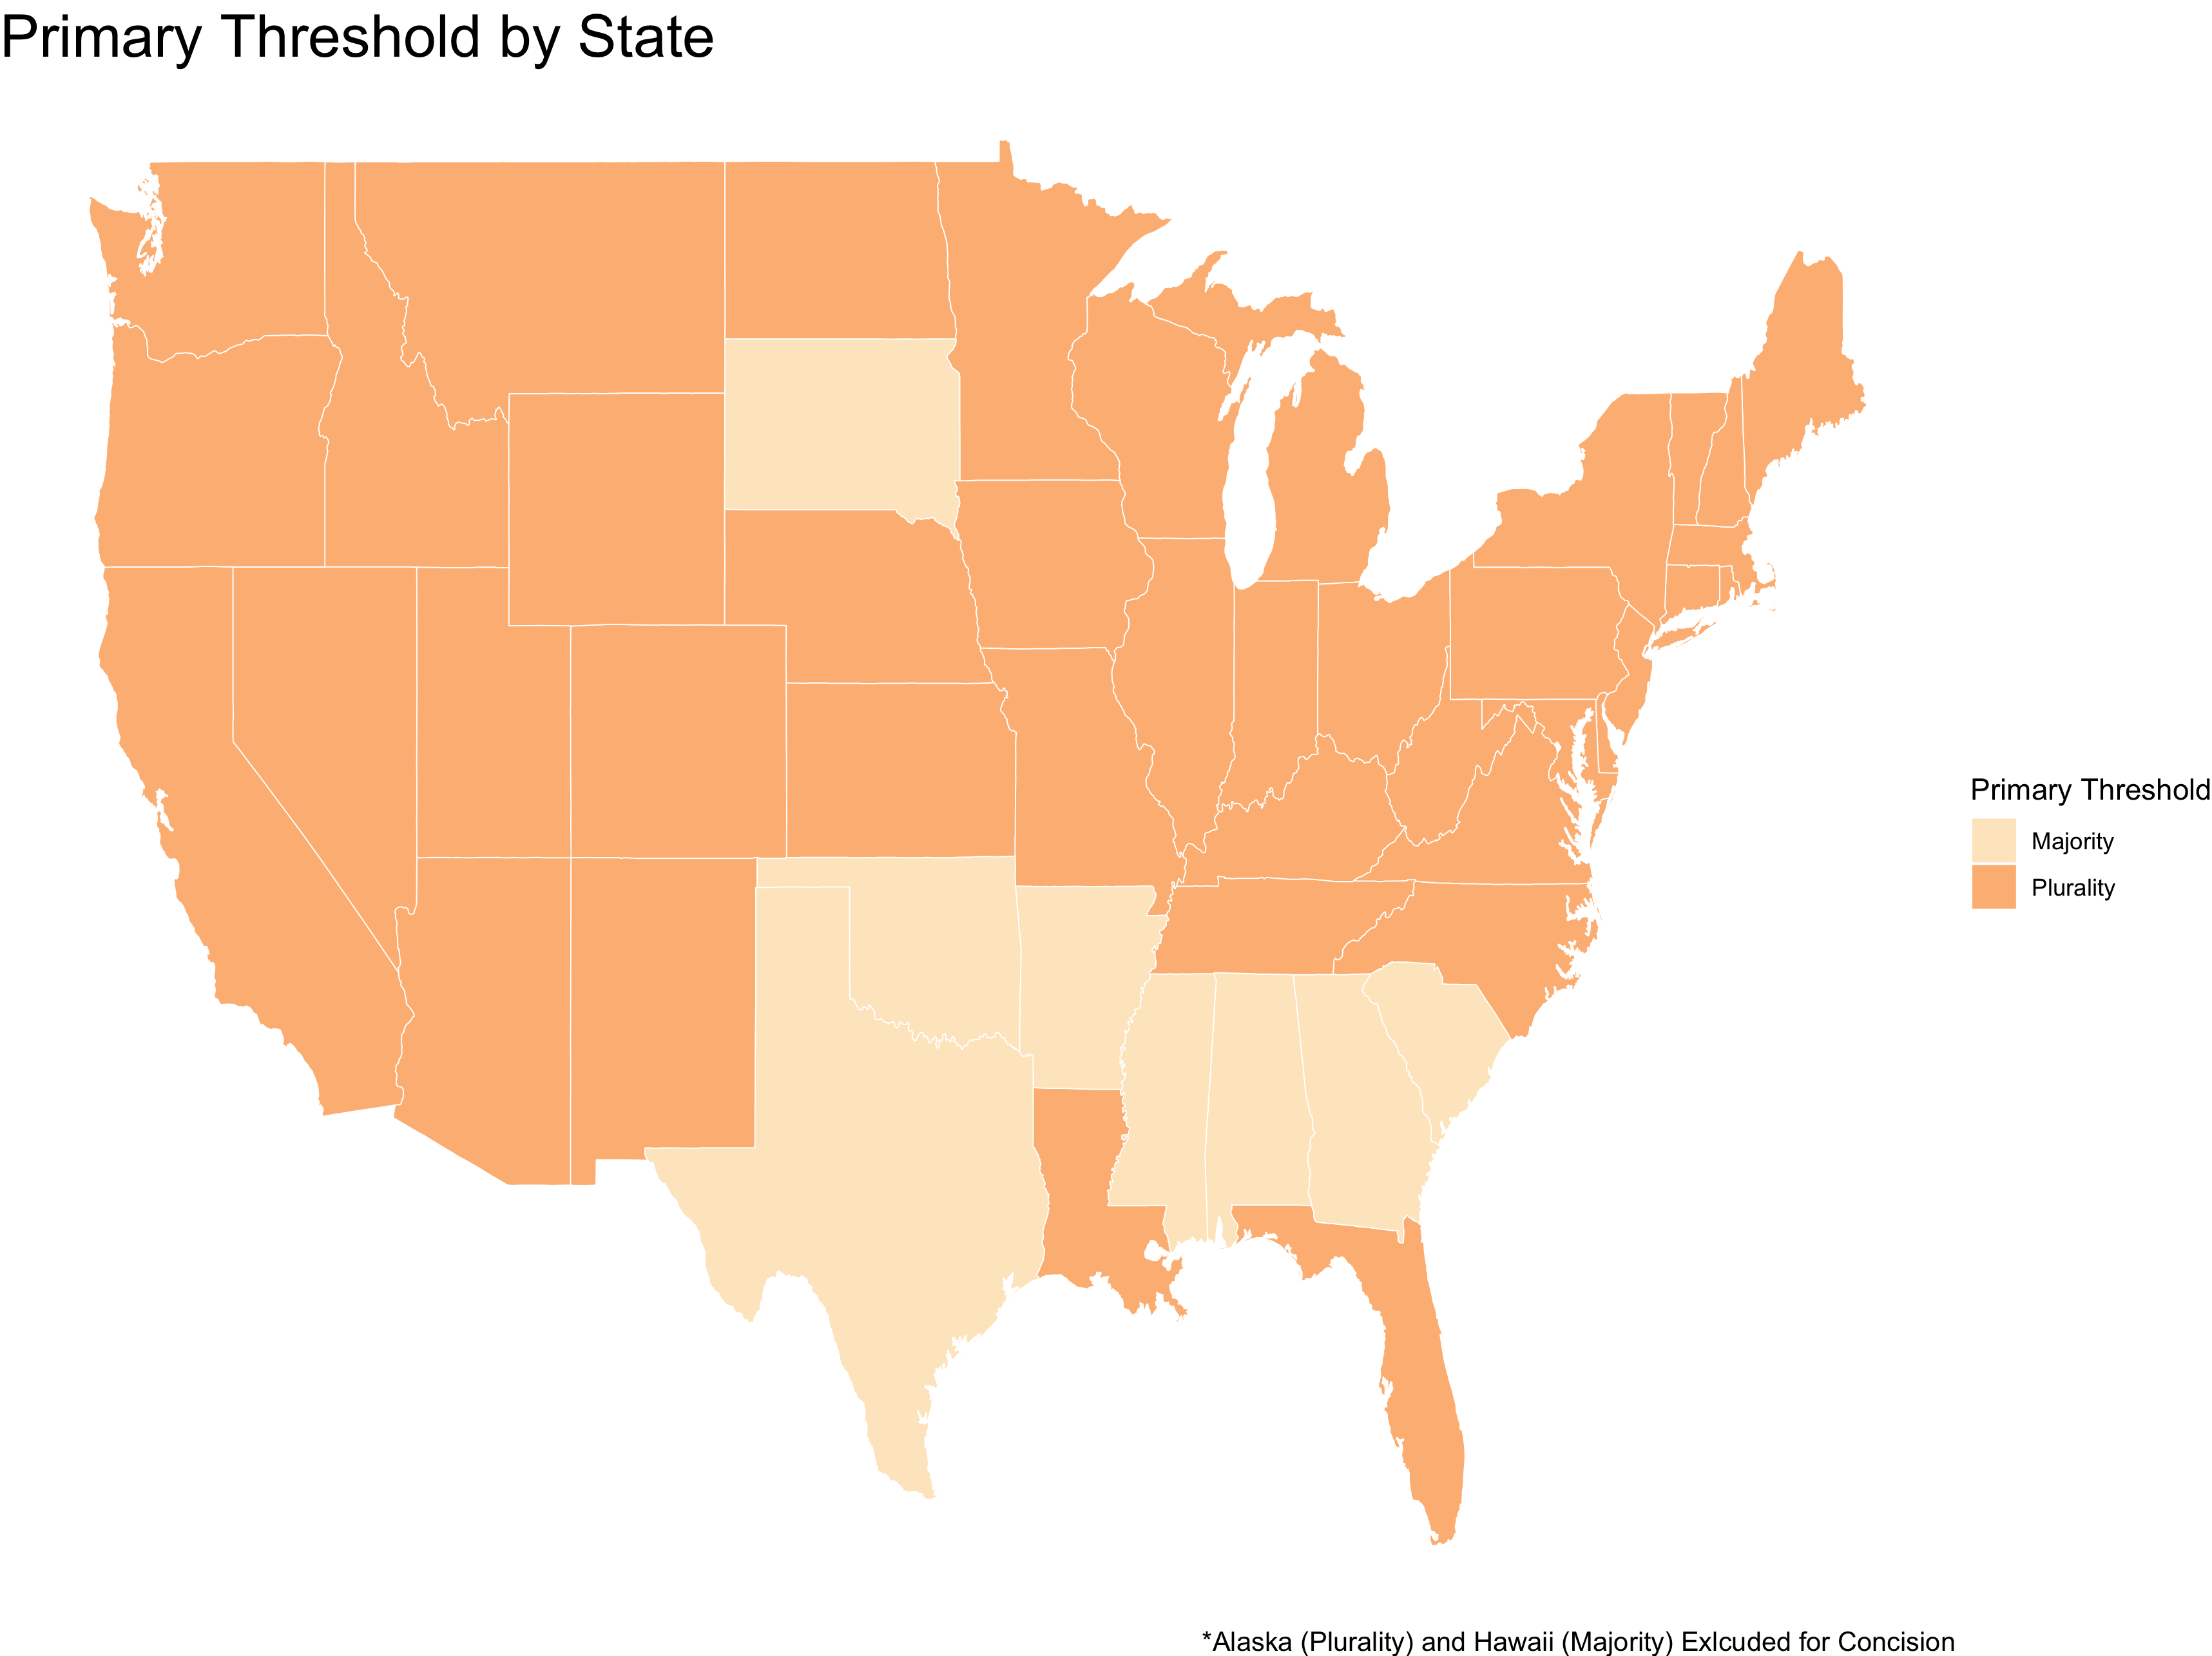 Primary Threshold by State
Primary Threshold
Majority
Plurality
*Alaska (Plurality) and Hawaii (Majority) Exlcuded for Concision